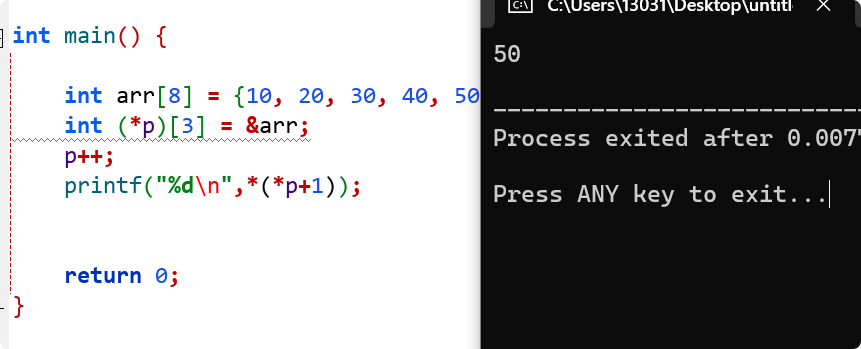 int main() {
int arr[8] = {10, 20, 30, 40, 50
int (*p)[3] = &arr;
p++;
printf("%d\n",*(*p+1));
return 0;
}
C:\Users\13031\Desktop\untitl
50
Process exited after 0.007
Press ANY key to exit...